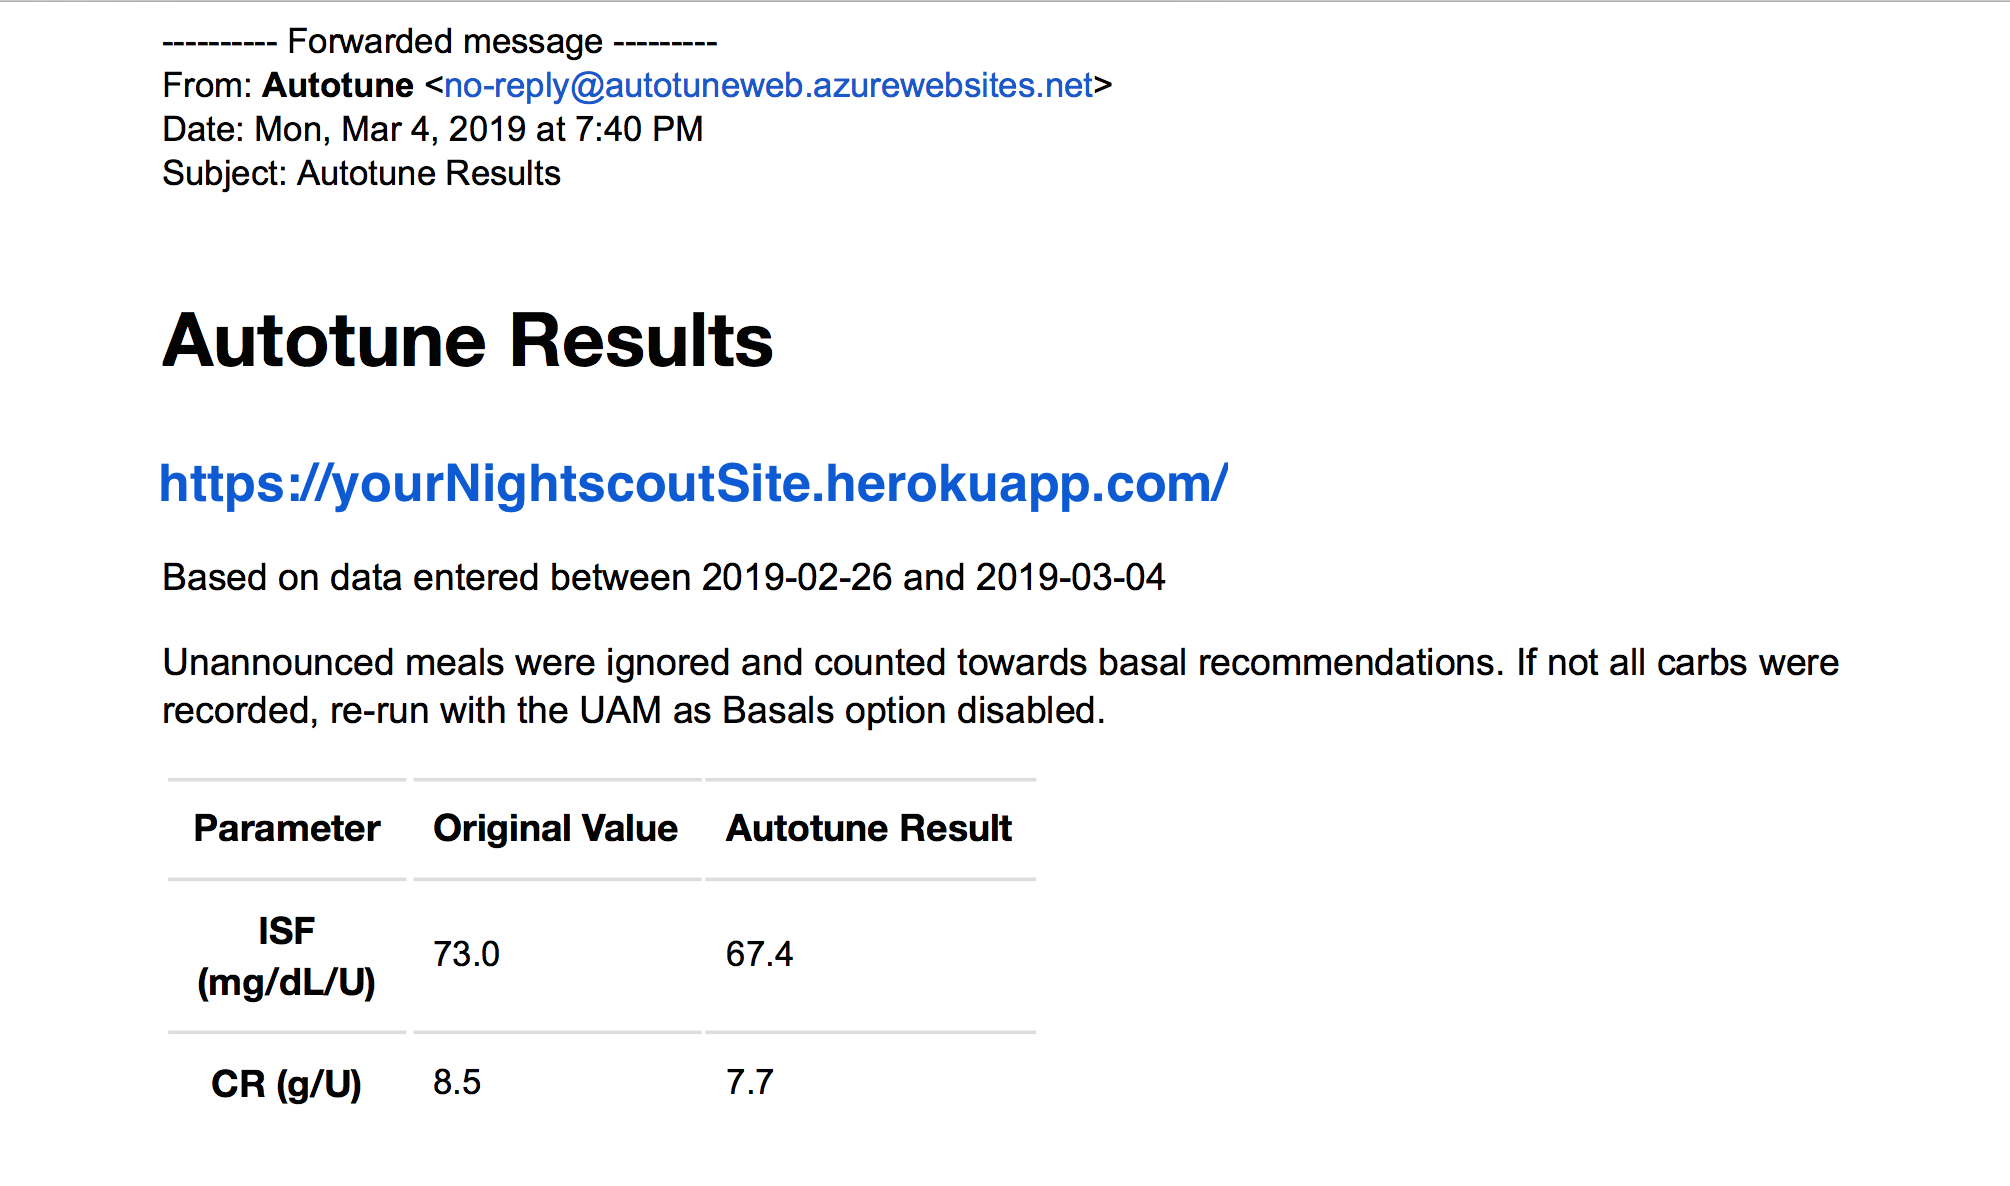 ---------- Forwarded message ---------
From: Autotune <no-reply@autotuneweb.azurewebsites.net>
Date: Mon, Mar 4, 2019 at 7:40 PM
Subject: Autotune Results
Autotune Results
https://yourNightscoutSite.herokuapp.com/
Based on data entered between 2019-02-26 and 2019-03-04
Unannounced meals were ignored and counted towards basal recommendations. If not all carbs were
recorded, re-run with the UAM as Basals option disabled.
Parameter Original Value Autotune Result
ISF
(mg/dL/U) 73.0 67.4
CR (g/U) 8.5 7.7